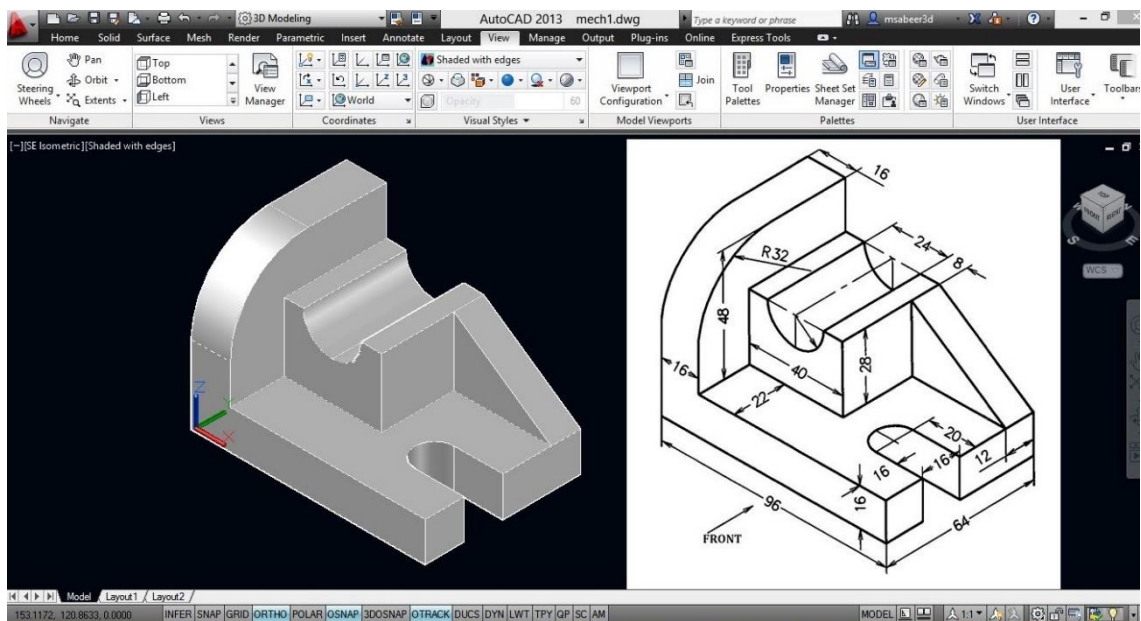 3D Modeling AutoCAD 2013 mech1.dwg Type a keyword or phrase msabeer3d
Home Solid Surface Mesh Render Parametric Insert Annotate Layout View Manage Output Plug-ins Online Express Tools
Pan Top Shaded with edges
Orbit Bottom Join
Steering Wheels Extents Left View Manager World Opacity 60 Viewport Configuration Tool Palettes Properties Sheet Set Manager Switch Windows User Interface Toolbars
Navigate Views Coordinates Visual Styles Model Viewports Palettes User Interface
[−][SE Isometric][Shaded with edges]
16
24
8
R32
48
28
16
40
22
20
16
16
12
16
96
64
FRONT
Z
Y
X
TOP
FRONT
RIGHT
S
E
WCS
Model Layout1 Layout2
153.1172, 120.8633, 0.0000 INFER SNAP GRID ORTHO POLAR OSNAP 3DOSNAP OTRACK DUCS DYN LWT TPY QP SC AM MODEL 1:1